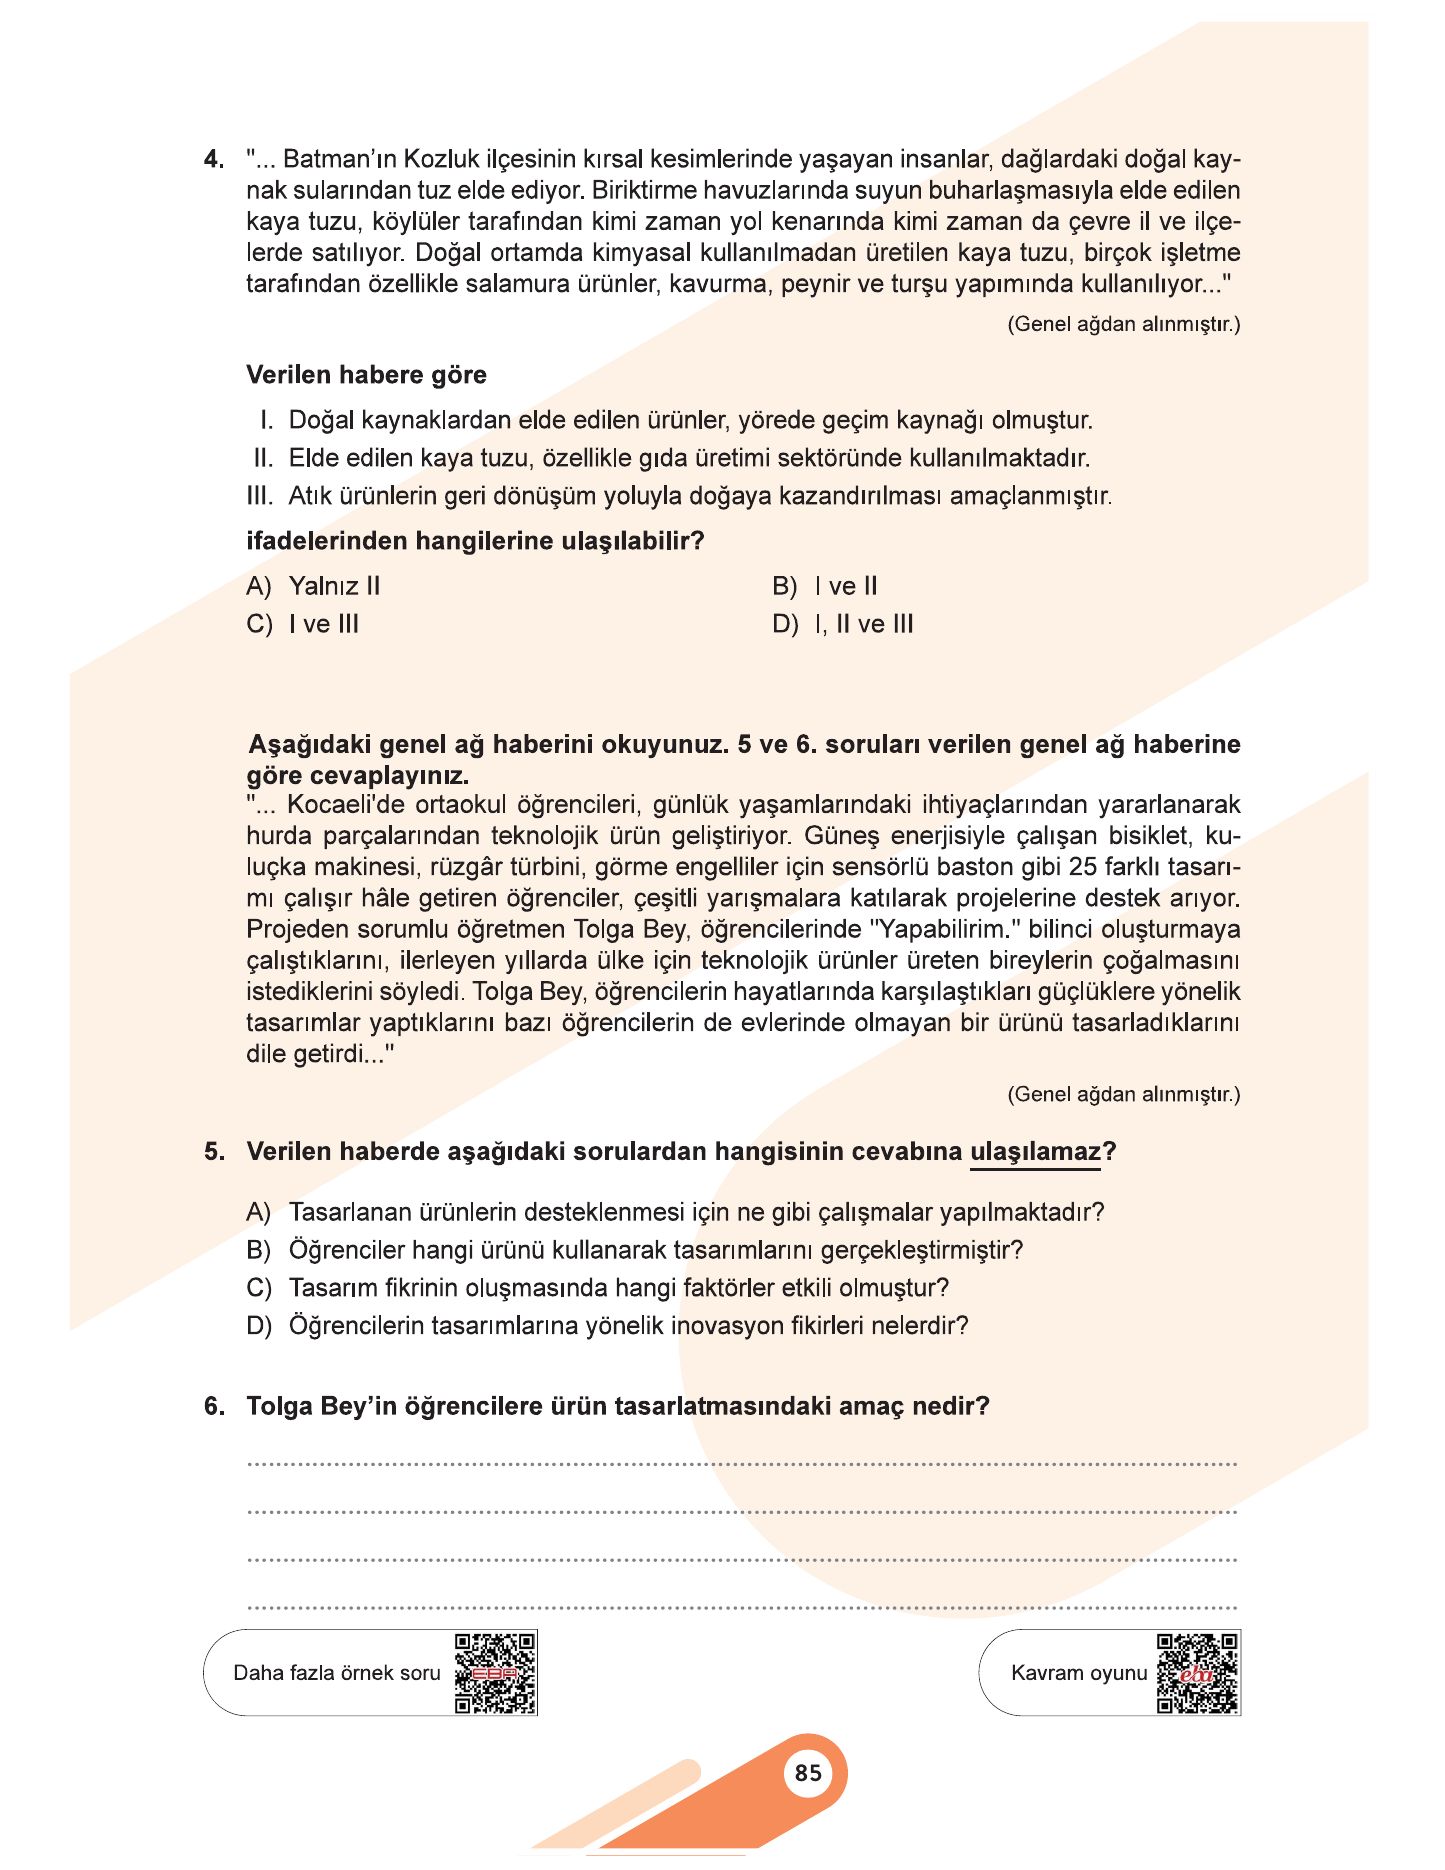 4. "... Batman’ın Kozluk ilçesinin kırsal kesimlerinde yaşayan insanlar, dağlardaki doğal kay-
nak sularından tuz elde ediyor. Biriktirme havuzlarında suyun buharlaşmasıyla elde edilen
kaya tuzu, köylüler tarafından kimi zaman yol kenarında kimi zaman da çevre il ve ilçe-
lerde satılıyor. Doğal ortamda kimyasal kullanılmadan üretilen kaya tuzu, birçok işletme
tarafından özellikle salamura ürünler, kavurma, peynir ve turşu yapımında kullanılıyor..."
(Genel ağdan alınmıştır.)
Verilen habere göre
I. Doğal kaynaklardan elde edilen ürünler, yörede geçim kaynağı olmuştur.
II. Elde edilen kaya tuzu, özellikle gıda üretimi sektöründe kullanılmaktadır.
III. Atık ürünlerin geri dönüşüm yoluyla doğaya kazandırılması amaçlanmıştır.
ifadelerinden hangilerine ulaşılabilir?
A) Yalnız II B) I ve II
C) I ve III D) I, II ve III
Aşağıdaki genel ağ haberini okuyunuz. 5 ve 6. soruları verilen genel ağ haberine
göre cevaplayınız.
"... Kocaeli'de ortaokul öğrencileri, günlük yaşamlarındaki ihtiyaçlarından yararlanarak
hurda parçalarından teknolojik ürün geliştiriyor. Güneş enerjisiyle çalışan bisiklet, ku-
luçka makinesi, rüzgâr türbini, görme engelliler için sensörlü baston gibi 25 farklı tasarı-
mı çalışır hâle getiren öğrenciler, çeşitli yarışmalara katılarak projelerine destek arıyor.
Projeden sorumlu öğretmen Tolga Bey, öğrencilerinde "Yapabilirim." bilinci oluşturmaya
çalıştıklarını, ilerleyen yıllarda ülke için teknolojik ürünler üreten bireylerin çoğalmasını
istediklerini söyledi. Tolga Bey, öğrencilerin hayatlarında karşılaştıkları güçlüklere yönelik
tasarımlar yaptıklarını bazı öğrencilerin de evlerinde olmayan bir ürünü tasarladıklarını
dile getirdi..."
(Genel ağdan alınmıştır.)
5. Verilen haberde aşağıdaki sorulardan hangisinin cevabına ulaşılamaz?
A) Tasarlanan ürünlerin desteklenmesi için ne gibi çalışmalar yapılmaktadır?
B) Öğrenciler hangi ürünü kullanarak tasarımlarını gerçekleştirmiştir?
C) Tasarım fikrinin oluşmasında hangi faktörler etkili olmuştur?
D) Öğrencilerin tasarımlarına yönelik inovasyon fikirleri nelerdir?
6. Tolga Bey’in öğrencilere ürün tasarlatmasındaki amaç nedir?
Daha fazla örnek soru EBA Kavram oyunu eba
85